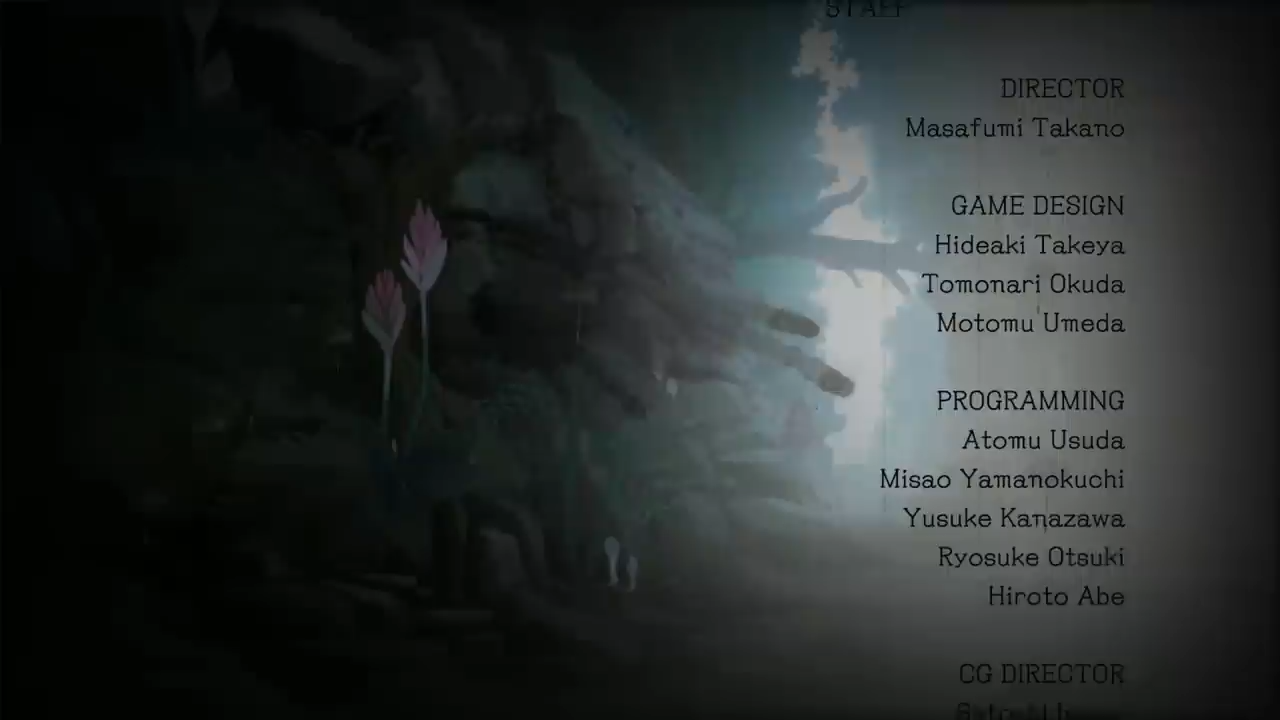 STAFF
DIRECTOR
Masafumi Takano
GAME DESIGN
Hideaki Takeya
Tomonari Okuda
Motomu Umeda
PROGRAMMING
Atomu Usuda
Misao Yamanokuchi
Yusuke Kanazawa
Ryosuke Otsuki
Hiroto Abe
CG DIRECTOR